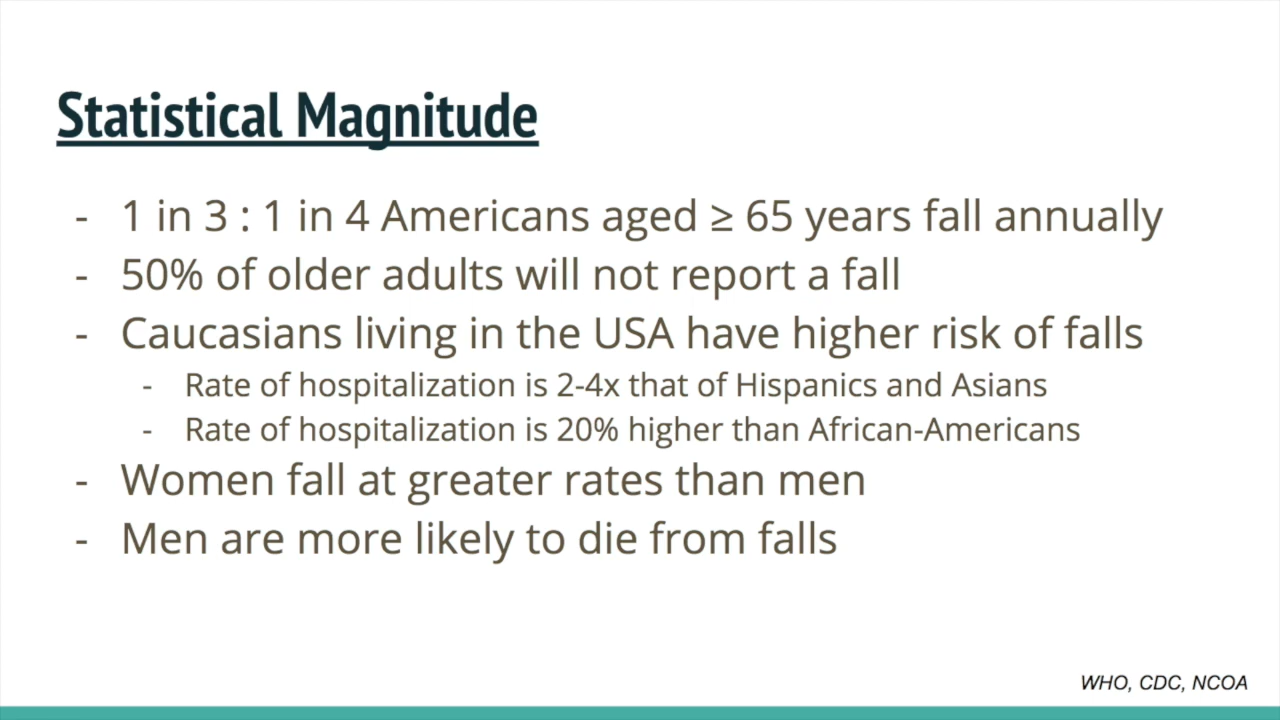 Statistical Magnitude
- 1 in 3 : 1 in 4 Americans aged ≥ 65 years fall annually
- 50% of older adults will not report a fall
- Caucasians living in the USA have higher risk of falls
- Rate of hospitalization is 2-4x that of Hispanics and Asians
- Rate of hospitalization is 20% higher than African-Americans
- Women fall at greater rates than men
- Men are more likely to die from falls
WHO, CDC, NCOA